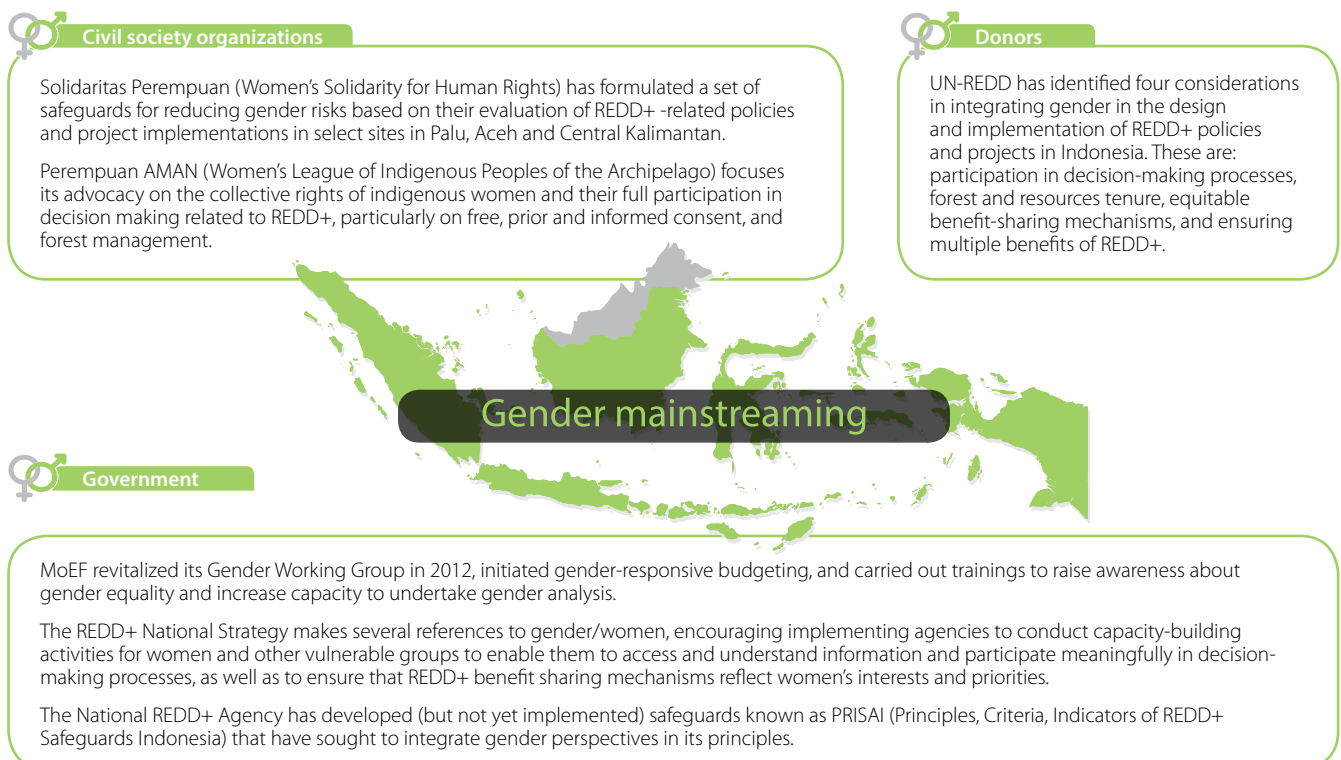 Civil society organizations
Solidaritas Perempuan (Women’s Solidarity for Human Rights) has formulated a set of
safeguards for reducing gender risks based on their evaluation of REDD+ -related policies
and project implementations in select sites in Palu, Aceh and Central Kalimantan.
Perempuan AMAN (Women’s League of Indigenous Peoples of the Archipelago) focuses
its advocacy on the collective rights of indigenous women and their full participation in
decision making related to REDD+, particularly on free, prior and informed consent, and
forest management.
Donors
UN-REDD has identified four considerations
in integrating gender in the design
and implementation of REDD+ policies
and projects in Indonesia. These are:
participation in decision-making processes,
forest and resources tenure, equitable
benefit-sharing mechanisms, and ensuring
multiple benefits of REDD+.
Gender mainstreaming
Government
MoEF revitalized its Gender Working Group in 2012, initiated gender-responsive budgeting, and carried out trainings to raise awareness about
gender equality and increase capacity to undertake gender analysis.
The REDD+ National Strategy makes several references to gender/women, encouraging implementing agencies to conduct capacity-building
activities for women and other vulnerable groups to enable them to access and understand information and participate meaningfully in decision-
making processes, as well as to ensure that REDD+ benefit sharing mechanisms reflect women’s interests and priorities.
The National REDD+ Agency has developed (but not yet implemented) safeguards known as PRISAI (Principles, Criteria, Indicators of REDD+
Safeguards Indonesia) that have sought to integrate gender perspectives in its principles.